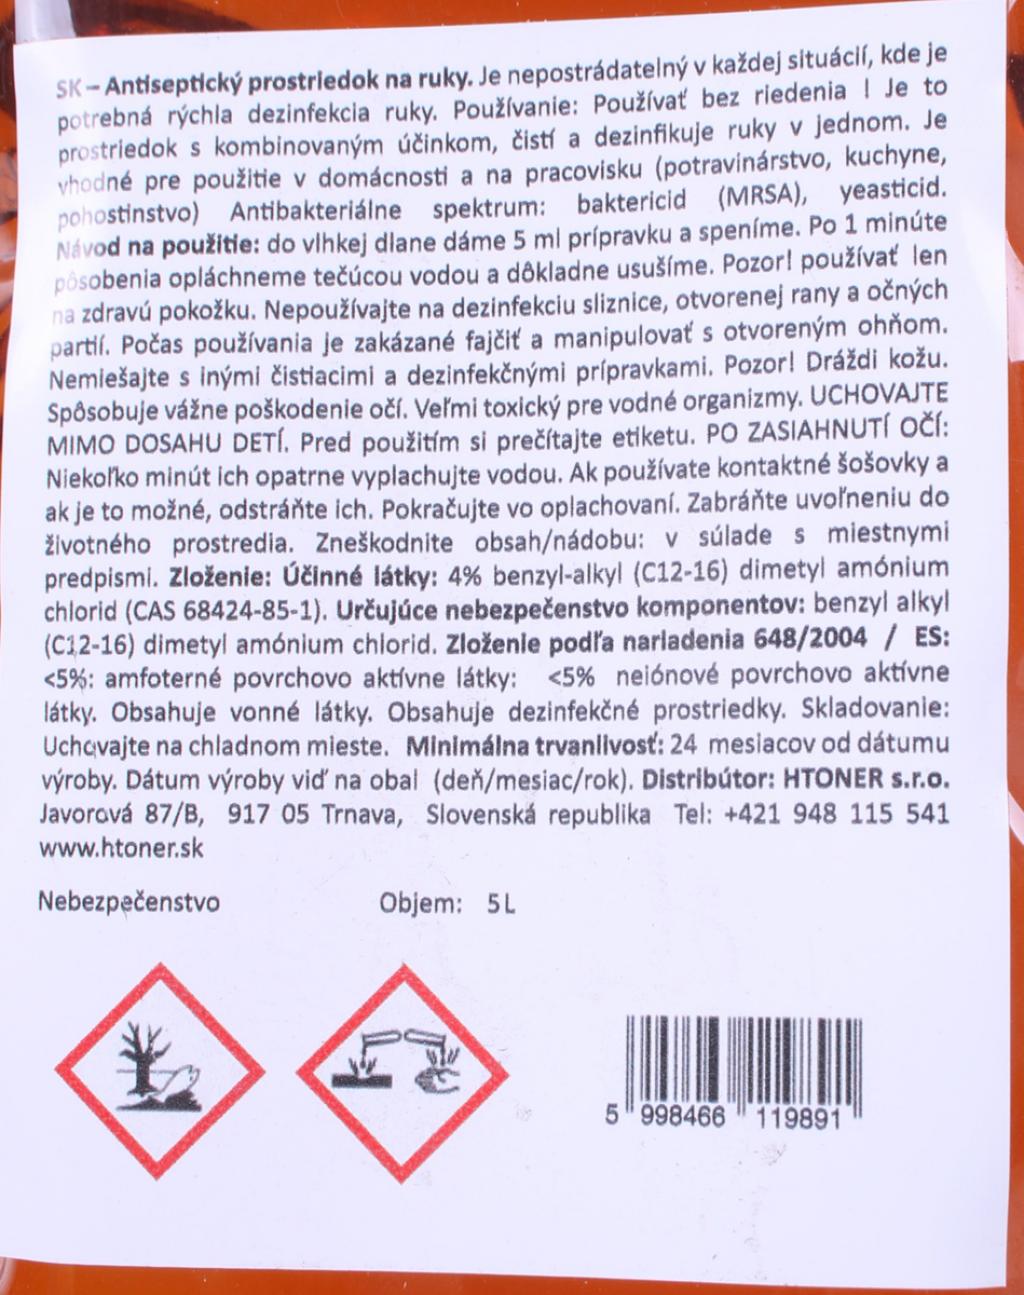 SK – Antiseptický prostriedok na ruky. Je nepostrádatelný v každej situácií, kde je
potrebná rýchla dezinfekcia ruky. Používanie: Používať bez riedenia ! Je to
prostriedok s kombinovaným účinkom, čistí a dezinfikuje ruky v jednom. Je
vhodné pre použitie v domácnosti a na pracovisku (potravinárstvo, kuchyne,
pohostinstvo) Antibakteriálne spektrum: baktericid (MRSA), yeasticid.
Návod na použitie: do vlhkej dlane dáme 5 ml prípravku a speníme. Po 1 minúte
pôsobenia opláchneme tečúcou vodou a dôkladne usušíme. Pozor! používať len
na zdravú pokožku. Nepoužívajte na dezinfekciu sliznice, otvorenej rany a očných
partií. Počas používania je zakázané fajčiť a manipulovať s otvoreným ohňom.
Nemiešajte s inými čistiacimi a dezinfekčnými prípravkami. Pozor! Dráždi kožu.
Spôsobuje vážne poškodenie očí. Veľmi toxický pre vodné organizmy. UCHOVAJTE
MIMO DOSAHU DETÍ. Pred použitím si prečítajte etiketu. PO ZASIAHNUTÍ OČÍ:
Niekoľko minút ich opatrne vyplachujte vodou. Ak používate kontaktné šošovky a
ak je to možné, odstráňte ich. Pokračujte vo oplachovaní. Zabráňte uvoľneniu do
životného prostredia. Zneškodnite obsah/nádobu: v súlade s miestnymi
predpismi. Zloženie: Účinné látky: 4% benzyl-alkyl (C12-16) dimetyl amónium
chlorid (CAS 68424-85-1). Určujúce nebezpečenstvo komponentov: benzyl alkyl
(C12-16) dimetyl amónium chlorid. Zloženie podľa nariadenia 648/2004 / ES:
<5%: amfoterné povrchovo aktívne látky: <5% neiónové povrchovo aktívne
látky. Obsahuje vonné látky. Obsahuje dezinfekčné prostriedky. Skladovanie:
Uchovajte na chladnom mieste. Minimálna trvanlivosť: 24 mesiacov od dátumu
výroby. Dátum výroby viď na obal (deň/mesiac/rok). Distribútor: HTONER s.r.o.
Javorová 87/B, 917 05 Trnava, Slovenská republika Tel: +421 948 115 541
www.htoner.sk
Nebezpečenstvo Objem: 5 L
5 998466 119891